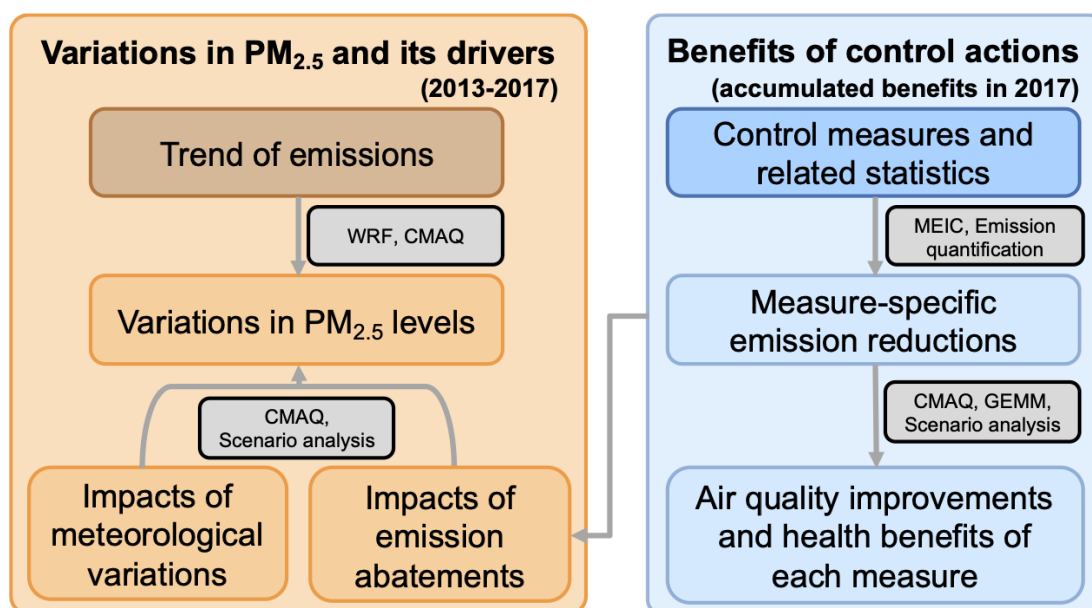 Variations in PM2.5 and its drivers
(2013-2017)
Trend of emissions
WRF, CMAQ
Variations in PM2.5 levels
CMAQ,
Scenario analysis
Impacts of
meteorological
variations
Impacts of
emission
abatements
Benefits of control actions
(accumulated benefits in 2017)
Control measures and
related statistics
MEIC, Emission
quantification
Measure-specific
emission reductions
CMAQ, GEMM,
Scenario analysis
Air quality improvements
and health benefits of
each measure